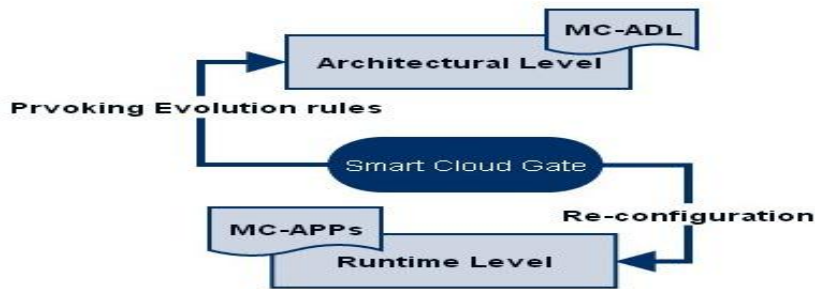 MC-ADL
Architectural Level
Prvoking Evolution rules
Smart Cloud Gate
Re-configuration
MC-APPs
Runtime Level